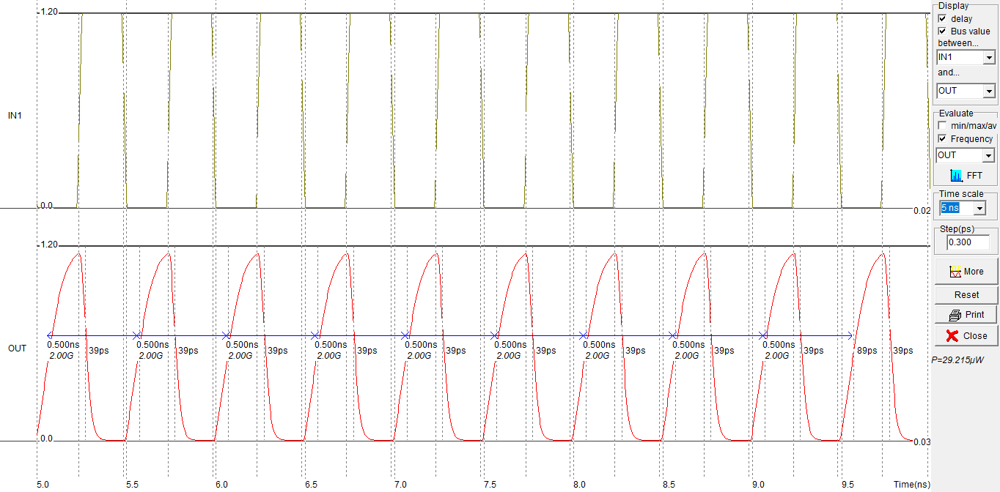 1.20
IN1
0.0
0.02
1.20
0.500ns 0.500ns 0.500ns 0.500ns 0.500ns 0.500ns 0.500ns 0.500ns 0.500ns
OUT
39ps 39ps 39ps 39ps 39ps 39ps 39ps 39ps 39ps 89ps 39ps
2.00G 2.00G 2.00G 2.00G 2.00G 2.00G 2.00G 2.00G 2.00G
0.0
0.03
5.0 5.5 6.0 6.5 7.0 7.5 8.0 8.5 9.0 9.5 Time(ns)
Display
delay
Bus value
between...
IN1
and...
OUT
Evaluate
min/max/av
Frequency
OUT
FFT
Time scale
5 ns
Step(ps)
0.300
More
Reset
Print
Close
P=29.215µW